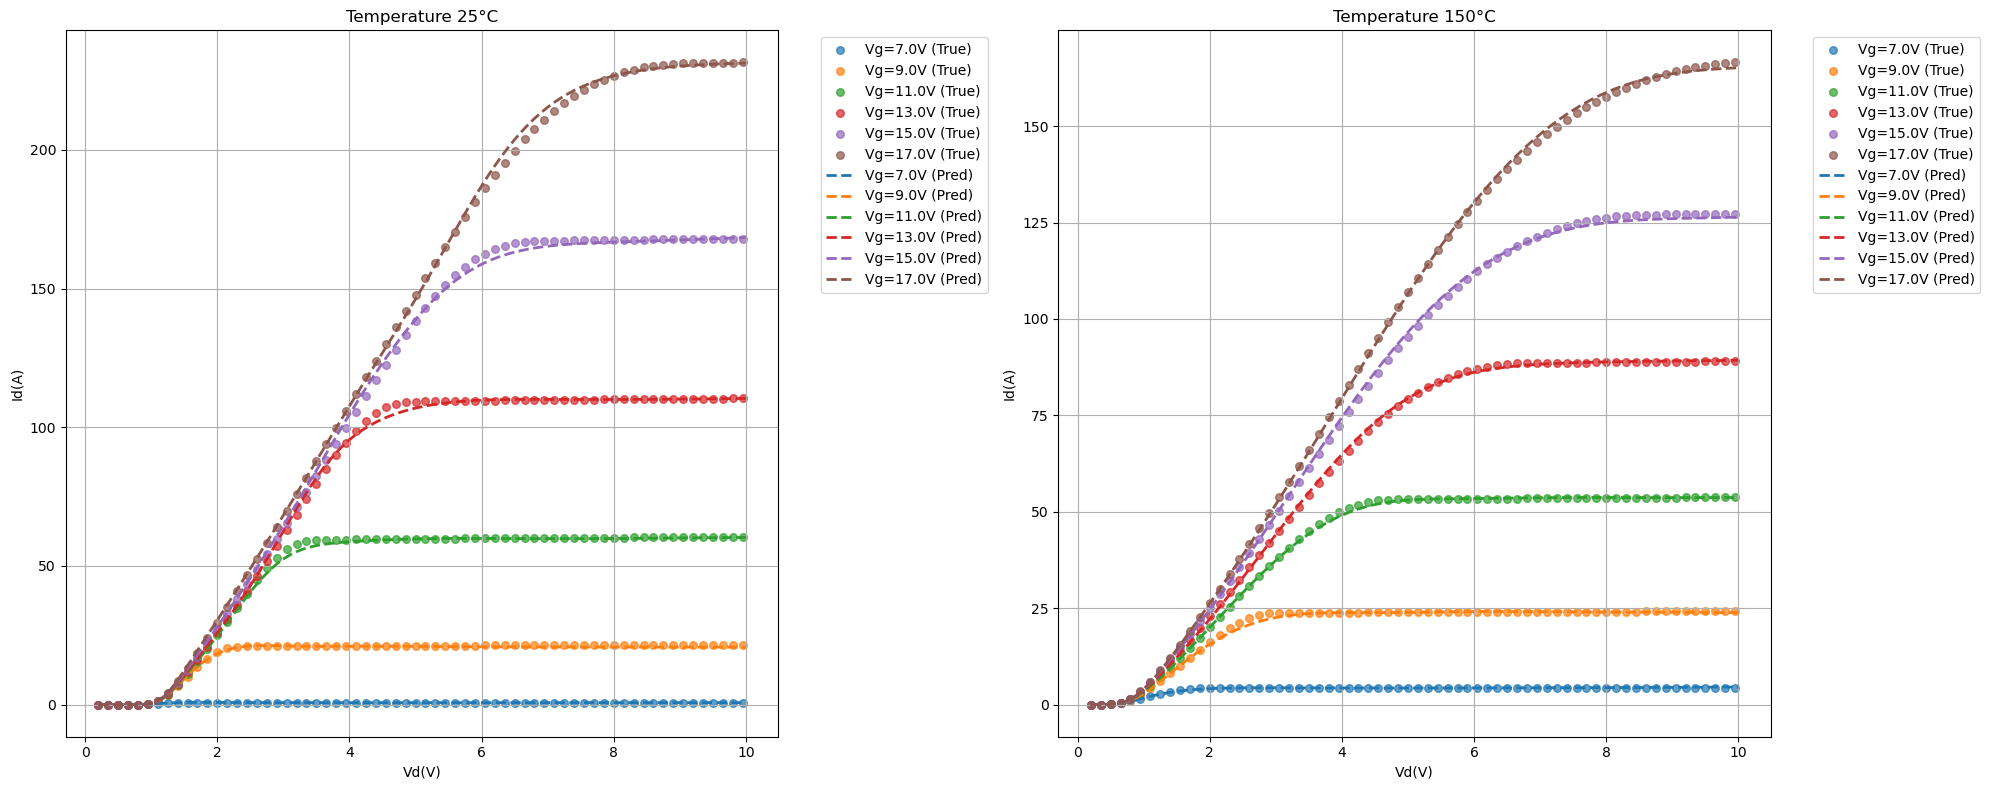 Temperature 25°C
200
150
100
50
0
0
2
4
6
8
10
Id(A)
Vd(V)
Vg=7.0V (True)
Vg=9.0V (True)
Vg=11.0V (True)
Vg=13.0V (True)
Vg=15.0V (True)
Vg=17.0V (True)
Vg=7.0V (Pred)
Vg=9.0V (Pred)
Vg=11.0V (Pred)
Vg=13.0V (Pred)
Vg=15.0V (Pred)
Vg=17.0V (Pred)
Temperature 150°C
150
125
100
75
50
25
0
0
2
4
6
8
10
Id(A)
Vd(V)
Vg=7.0V (True)
Vg=9.0V (True)
Vg=11.0V (True)
Vg=13.0V (True)
Vg=15.0V (True)
Vg=17.0V (True)
Vg=7.0V (Pred)
Vg=9.0V (Pred)
Vg=11.0V (Pred)
Vg=13.0V (Pred)
Vg=15.0V (Pred)
Vg=17.0V (Pred)